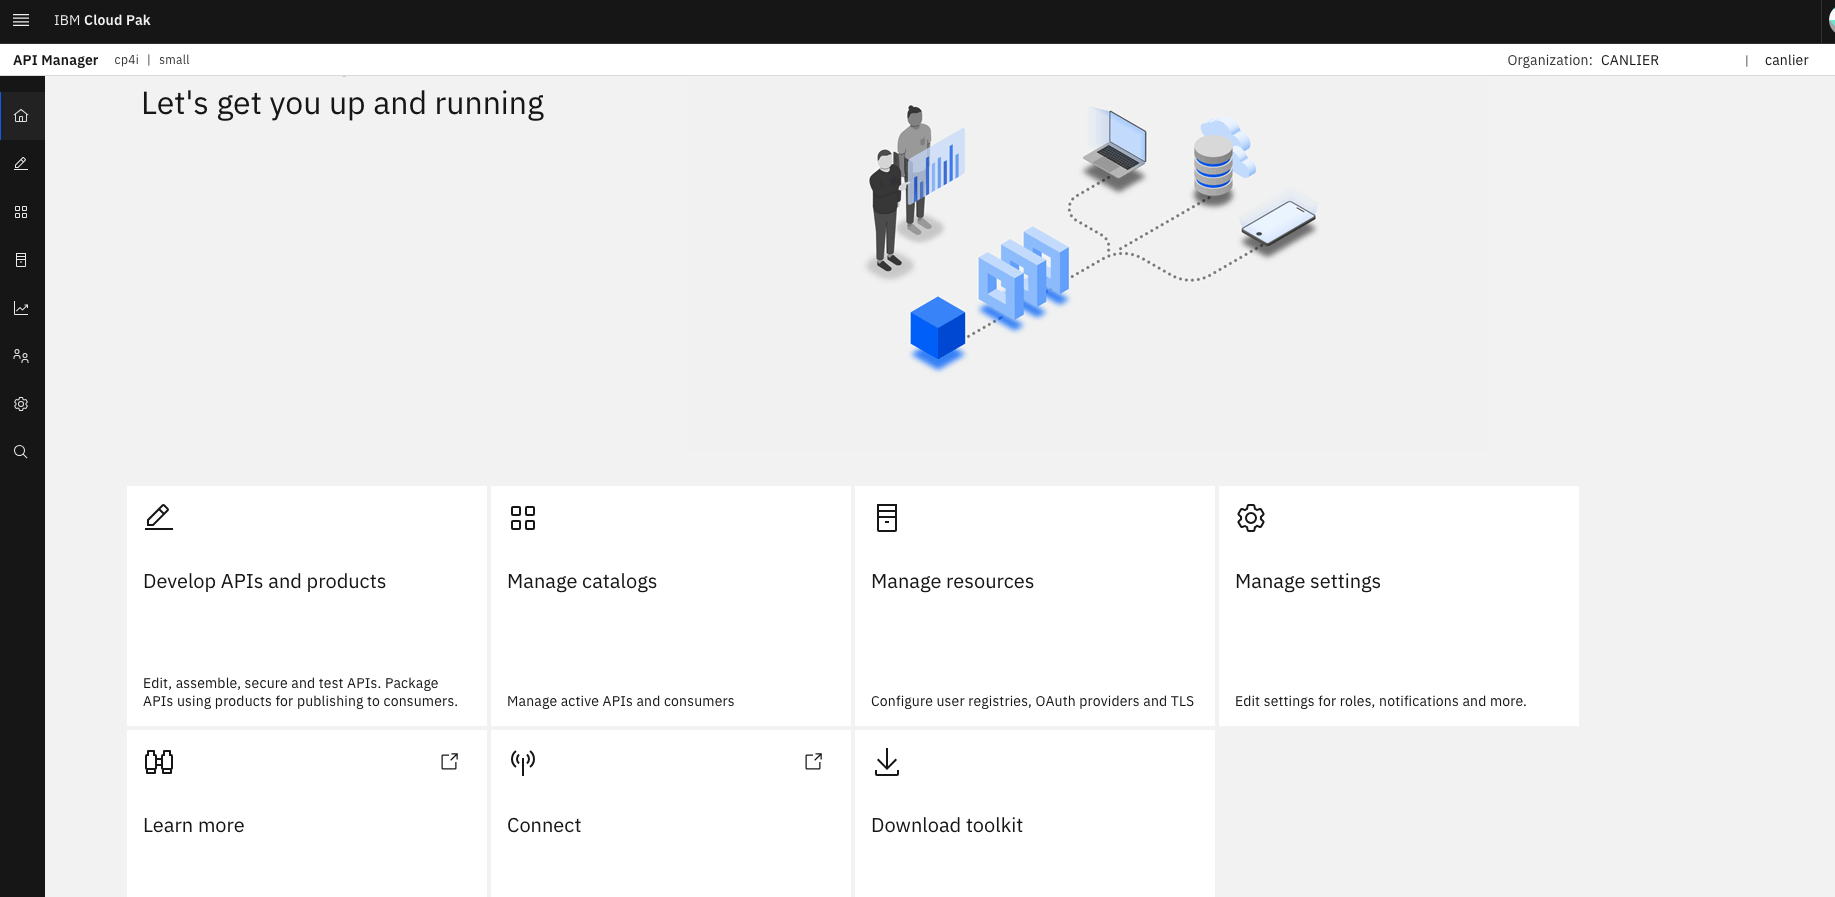 IBM Cloud Pak
API Manager cp4i | small
Organization: CANLIER | canlier
Let's get you up and running
Develop APIs and products
Edit, assemble, secure and test APIs. Package
APIs using products for publishing to consumers.
Manage catalogs
Manage active APIs and consumers
Manage resources
Configure user registries, OAuth providers and TLS
Manage settings
Edit settings for roles, notifications and more.
Learn more
Connect
Download toolkit